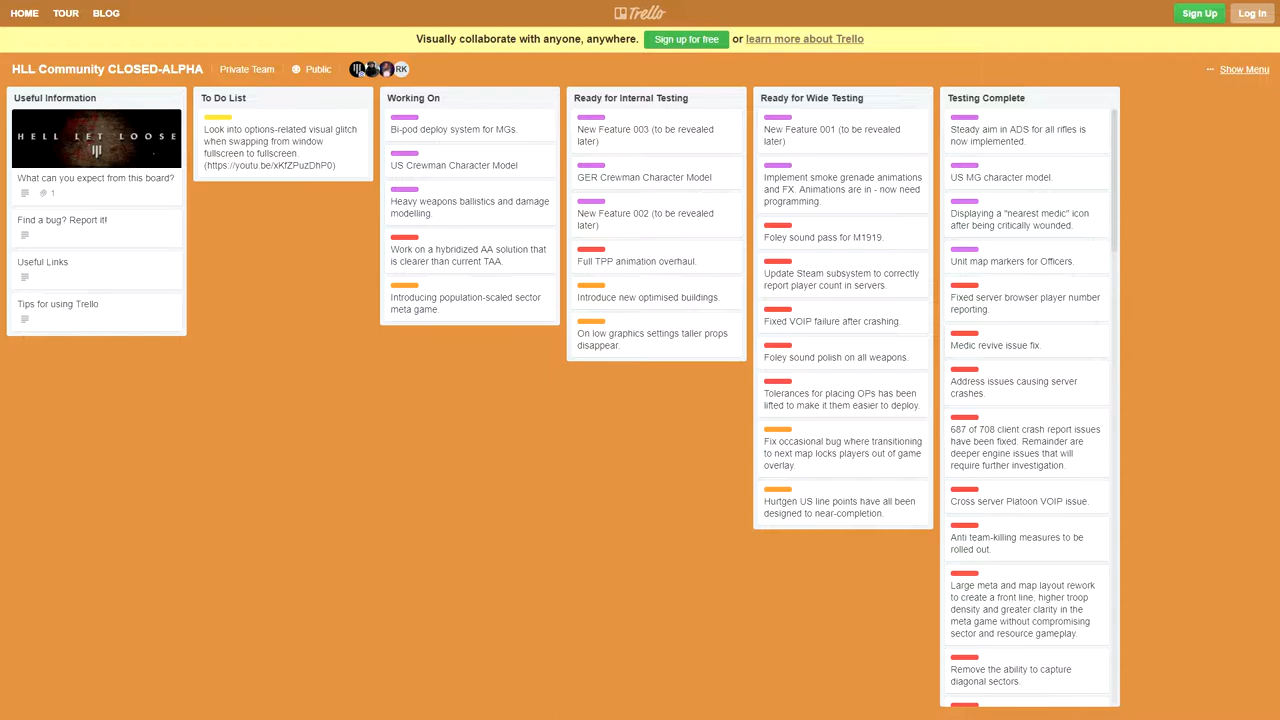 HOME TOUR BLOG
Trello
Sign Up Log In
Visually collaborate with anyone, anywhere. Sign up for free or learn more about Trello
HLL Community CLOSED-ALPHA Private Team Public RK
Show Menu
Useful Information
HELL LET LOOSE
What can you expect from this board?
1
Find a bug? Report it!
Useful Links
Tips for using Trello
To Do List
Look into options-related visual glitch
when swapping from window
fullscreen to fullscreen.
(https://youtu.be/xKfZPuzDhP0)
Working On
Bi-pod deploy system for MGs.
US Crewman Character Model
Heavy weapons ballistics and damage
modelling.
Work on a hybridized AA solution that
is clearer than current TAA.
Introducing population-scaled sector
meta game.
Ready for Internal Testing
New Feature 003 (to be revealed
later)
GER Crewman Character Model
New Feature 002 (to be revealed
later)
Full TPP animation overhaul.
Introduce new optimised buildings.
On low graphics settings taller props
disappear.
Ready for Wide Testing
New Feature 001 (to be revealed
later)
Implement smoke grenade animations
and FX. Animations are in - now need
programming.
Foley sound pass for M1919.
Update Steam subsystem to correctly
report player count in servers.
Fixed VOIP failure after crashing.
Foley sound polish on all weapons.
Tolerances for placing OPs has been
lifted to make it them easier to deploy.
Fix occasional bug where transitioning
to next map locks players out of game
overlay.
Hurtgen US line points have all been
designed to near-completion.
Testing Complete
Steady aim in ADS for all rifles is
now implemented.
US MG character model.
Displaying a "nearest medic" icon
after being critically wounded.
Unit map markers for Officers.
Fixed server browser player number
reporting.
Medic revive issue fix.
Address issues causing server
crashes.
687 of 708 client crash report issues
have been fixed. Remainder are
deeper engine issues that will
require further investigation.
Cross server Platoon VOIP issue.
Anti team-killing measures to be
rolled out.
Large meta and map layout rework
to create a front line, higher troop
density and greater clarity in the
meta game without compromising
sector and resource gameplay.
Remove the ability to capture
diagonal sectors.